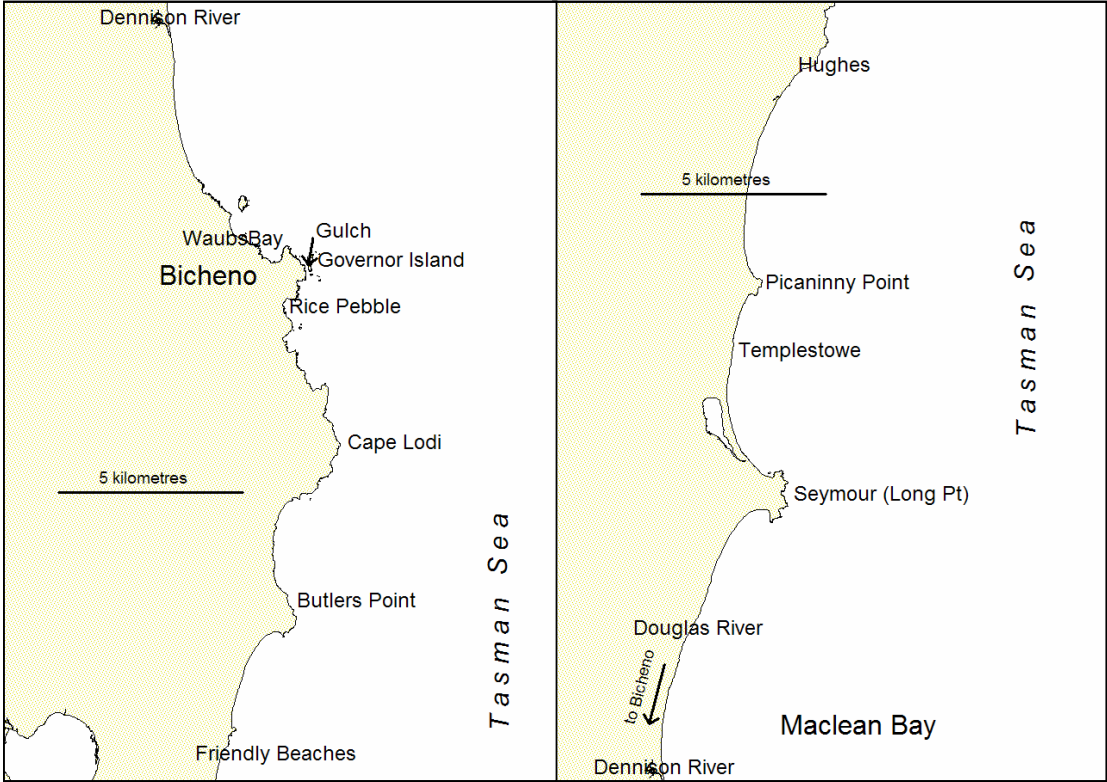 Dennison River
WaubsBay
Gulch
Governor Island
Bicheno
Rice Pebble
Cape Lodi
5 kilometres
Tasman Sea
Butlers Point
Friendly Beaches
Hughes
5 kilometres
Tasman Sea
Picaninny Point
Templestowe
Seymour (Long Pt)
Douglas River
to Bicheno
Maclean Bay
Dennison River